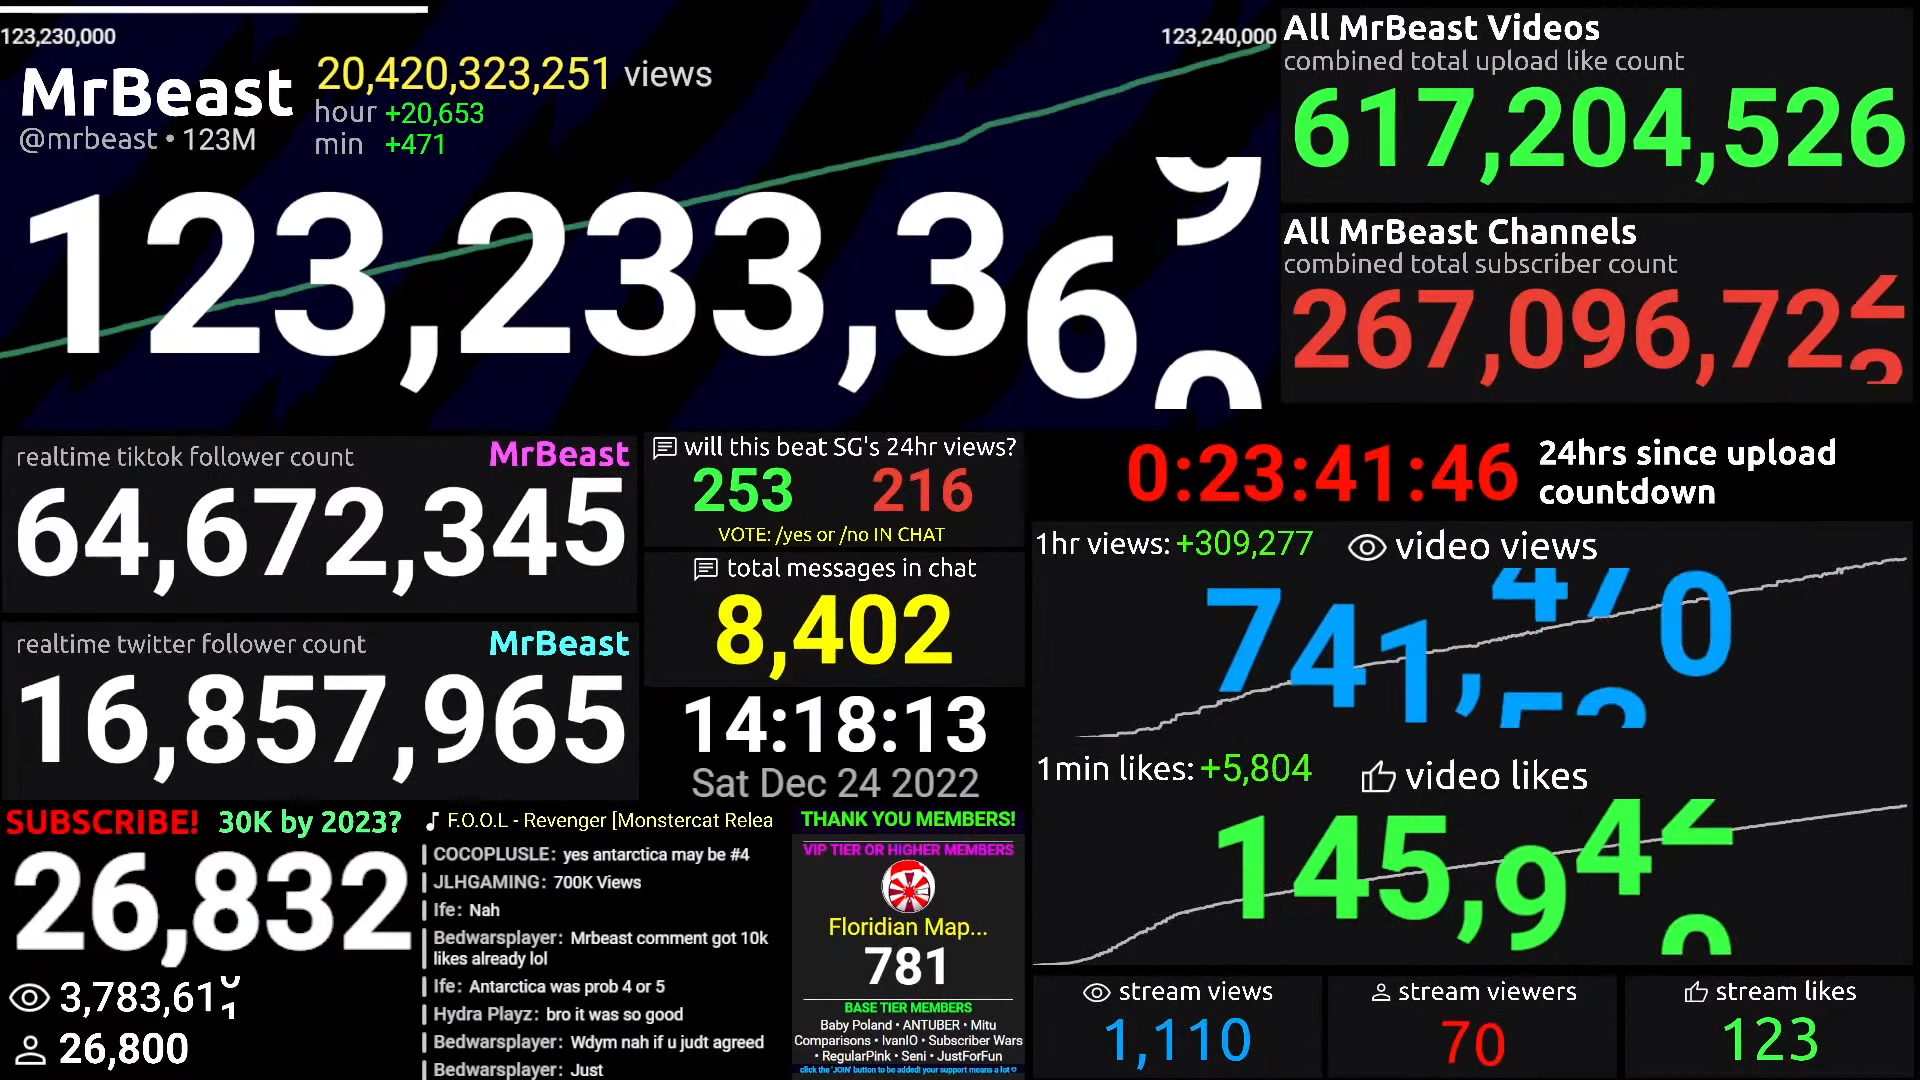 123,230,000
123,240,000
MrBeast
20,420,323,251 views
@mrbeast • 123M
hour +20,653
min +471
123,233,36
All MrBeast Videos
combined total upload like count
617,204,526
All MrBeast Channels
combined total subscriber count
267,096,72
realtime tiktok follower count MrBeast
64,672,345
realtime twitter follower count MrBeast
16,857,965
will this beat SG's 24hr views?
253 216
VOTE: /yes or /no IN CHAT
total messages in chat
8,402
14:18:13
Sat Dec 24 2022
0:23:41:46
24hrs since upload
countdown
1hr views: +309,277
video views
741, 0
1min likes: +5,804
video likes
145,94
SUBSCRIBE! 30K by 2023?
26,832
3,783,61
26,800
F.O.O.L - Revenger [Monstercat Relea
COCOPLUSLE: yes antarctica may be #4
JLHGAMING: 700K Views
Ife: Nah
Bedwarsplayer: Mrbeast comment got 10k
likes already lol
Ife: Antarctica was prob 4 or 5
Hydra Playz: bro it was so good
Bedwarsplayer: Wdym nah if u judt agreed
Bedwarsplayer: Just
THANK YOU MEMBERS!
VIP TIER OR HIGHER MEMBERS
Floridian Map...
781
BASE TIER MEMBERS
Baby Poland • ANTUBER • Mitu
Comparisons • IvanIO • Subscriber Wars
• RegularPink • Seni • JustForFun
click the 'JOIN' button to be added! your support means a lot
stream views
1,110
stream viewers
70
stream likes
123